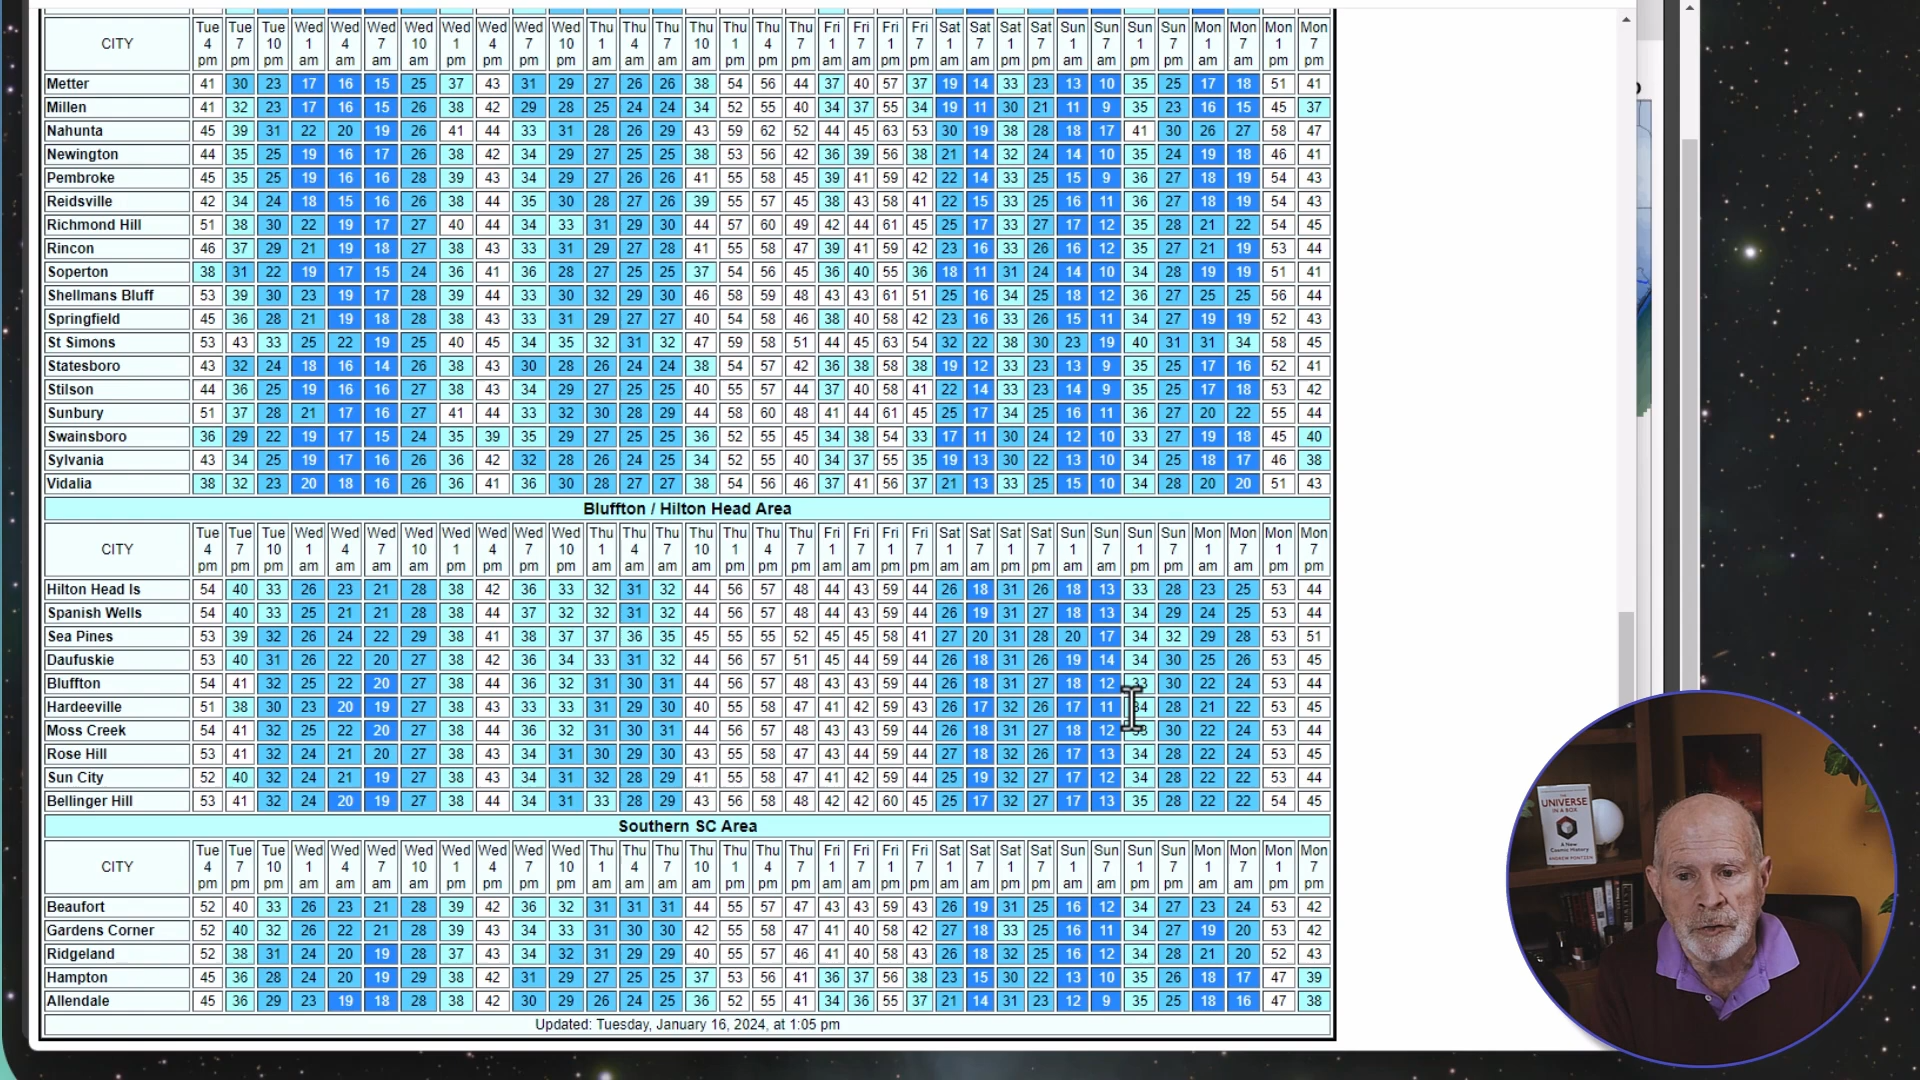 CITY Tue 4 pm Tue 7 pm Tue 10 pm Wed 1 am Wed 4 am Wed 7 am Wed 10 am Wed 1 pm Wed 4 pm Wed 7 pm Wed 10 pm Thu 1 am Thu 4 am Thu 7 am Thu 10 am Thu 1 pm Thu 4 pm Thu 7 pm Fri 1 am Fri 7 am Fri 1 pm Fri 7 pm Sat 1 am Sat 7 am Sat 1 pm Sat 7 pm Sun 1 am Sun 7 am Sun 1 pm Sun 7 pm Mon 1 am Mon 7 am Mon 1 pm Mon 7 pm
Metter 41 30 23 17 16 15 25 37 43 31 29 27 26 26 38 54 56 44 37 40 57 37 19 14 33 23 13 10 35 25 17 18 51 41
Millen 41 32 23 17 16 15 26 38 42 29 28 25 24 24 34 52 55 40 34 37 55 34 19 11 30 21 11 9 35 23 16 15 45 37
Nahunta 45 39 31 22 20 19 26 41 44 33 31 28 26 29 43 59 62 52 44 45 63 53 30 19 38 28 18 17 41 30 26 27 58 47
Newington 44 35 25 19 16 17 26 38 42 34 29 27 25 25 38 53 56 42 36 39 56 38 21 14 32 24 14 10 35 24 19 18 46 41
Pembroke 45 35 25 19 16 16 28 39 43 34 29 27 26 26 41 55 58 45 39 41 59 42 22 14 33 25 15 9 36 27 18 19 54 43
Reidsville 42 34 24 18 15 16 26 38 44 35 30 28 27 26 39 55 57 45 38 43 58 41 22 15 33 25 16 11 36 27 18 19 54 43
Richmond Hill 51 38 30 22 19 17 27 40 44 34 33 31 29 30 44 57 60 49 42 44 61 45 25 17 33 27 17 12 35 28 21 22 54 45
Rincon 46 37 29 21 19 18 27 38 43 33 31 29 27 28 41 55 58 47 39 41 59 42 23 16 33 26 16 12 35 27 21 19 53 44
Soperton 38 31 22 19 17 15 24 36 41 36 28 27 25 25 37 54 56 45 36 40 55 36 18 11 31 24 14 10 34 28 19 19 51 41
Shellmans Bluff 53 39 30 23 19 17 28 39 44 33 30 32 29 30 46 58 59 48 43 43 61 51 25 16 34 25 18 12 36 27 25 25 56 44
Springfield 45 36 28 21 19 18 28 38 43 33 31 29 27 27 40 54 58 46 38 40 58 42 23 16 33 26 15 11 34 27 19 19 52 43
St Simons 53 43 33 25 22 19 25 40 45 34 35 32 31 32 47 59 58 51 44 45 63 54 32 22 38 30 23 19 40 31 31 34 58 45
Statesboro 43 32 24 18 16 14 26 38 43 30 28 26 24 24 38 54 57 42 36 38 58 38 19 12 33 23 13 9 35 25 17 16 52 41
Stilson 44 36 25 19 16 16 27 38 43 34 29 27 25 25 40 55 57 44 37 40 58 41 22 14 33 23 14 9 35 25 17 18 53 42
Sunbury 51 37 28 21 17 16 27 41 44 33 32 30 28 29 44 58 60 48 41 44 61 45 25 17 34 25 16 11 36 27 20 22 55 44
Swainsboro 36 29 22 19 17 15 24 35 39 35 29 27 25 25 36 52 55 45 34 38 54 33 17 11 30 24 12 10 33 27 19 18 45 40
Sylvania 43 34 25 19 17 16 26 36 42 32 28 26 24 25 34 52 55 40 34 37 55 35 19 13 30 22 13 10 34 25 18 17 46 38
Vidalia 38 32 23 20 18 16 26 36 41 36 30 28 27 27 38 54 56 46 37 41 56 37 21 13 33 25 15 10 34 28 20 20 51 43
Bluffton / Hilton Head Area
CITY Tue 4 pm Tue 7 pm Tue 10 pm Wed 1 am Wed 4 am Wed 7 am Wed 10 am Wed 1 pm Wed 4 pm Wed 7 pm Wed 10 pm Thu 1 am Thu 4 am Thu 7 am Thu 10 am Thu 1 pm Thu 4 pm Thu 7 pm Fri 1 am Fri 7 am Fri 1 pm Fri 7 pm Sat 1 am Sat 7 am Sat 1 pm Sat 7 pm Sun 1 am Sun 7 am Sun 1 pm Sun 7 pm Mon 1 am Mon 7 am Mon 1 pm Mon 7 pm
Hilton Head Is 54 40 33 26 23 21 28 38 42 36 33 32 31 32 44 56 57 48 44 43 59 44 26 18 31 26 18 13 33 28 23 25 53 44
Spanish Wells 54 40 33 25 21 21 28 38 44 37 32 32 31 32 44 56 57 48 44 43 59 44 26 19 31 27 18 13 34 29 24 25 53 44
Sea Pines 53 39 32 26 24 22 29 38 41 38 37 37 36 35 45 55 55 52 45 45 58 41 27 20 31 28 20 17 34 32 29 28 53 51
Daufuskie 53 40 31 26 22 20 27 38 42 36 34 33 31 32 44 56 57 51 45 44 59 44 26 18 31 26 19 14 34 30 25 26 53 45
Bluffton 54 41 32 25 22 20 27 38 44 36 32 31 30 31 44 56 57 48 43 43 59 44 26 18 31 27 18 12 33 30 22 24 53 44
Hardeeville 51 38 30 23 20 19 27 38 43 33 33 31 29 30 40 55 58 47 41 42 59 43 26 17 32 26 17 11 34 28 21 22 53 45
Moss Creek 54 41 32 25 22 20 27 38 44 36 32 31 30 31 44 56 57 48 43 43 59 44 26 18 31 27 18 12 30 22 24 53 44
Rose Hill 53 41 32 24 21 20 27 38 43 34 31 30 29 30 43 55 58 47 43 42 59 44 27 18 32 26 17 13 34 28 22 24 53 45
Sun City 52 40 32 24 21 19 27 38 43 34 31 32 28 29 41 55 58 47 41 42 59 44 25 19 32 27 17 12 34 28 22 22 53 44
Bellinger Hill 53 41 32 24 20 19 27 38 44 34 31 33 28 29 43 56 58 48 42 42 60 45 25 17 32 27 17 13 35 28 22 22 54 45
Southern SC Area
CITY Tue 4 pm Tue 7 pm Tue 10 pm Wed 1 am Wed 4 am Wed 7 am Wed 10 am Wed 1 pm Wed 4 pm Wed 7 pm Wed 10 pm Thu 1 am Thu 4 am Thu 7 am Thu 10 am Thu 1 pm Thu 4 pm Thu 7 pm Fri 1 am Fri 7 am Fri 1 pm Fri 7 pm Sat 1 am Sat 7 am Sat 1 pm Sat 7 pm Sun 1 am Sun 7 am Sun 1 pm Sun 7 pm Mon 1 am Mon 7 am Mon 1 pm Mon 7 pm
Beaufort 52 40 33 26 23 21 28 39 42 36 32 31 31 31 44 55 57 47 43 43 59 43 26 19 31 25 16 12 34 27 23 24 53 42
Gardens Corner 52 40 32 26 22 21 28 39 43 34 33 31 30 30 42 55 58 47 41 40 58 42 27 18 33 25 16 11 34 27 19 20 53 42
Ridgeland 52 38 31 24 20 19 28 37 43 34 32 31 29 29 40 55 57 46 41 40 58 43 26 18 32 25 16 12 34 28 21 20 52 43
Hampton 45 36 28 24 20 19 29 38 42 31 29 27 25 25 37 53 56 41 36 37 56 38 23 15 30 22 13 10 35 26 18 17 47 39
Allendale 45 36 29 23 19 18 28 38 42 30 29 26 24 25 36 52 55 41 34 36 55 37 21 14 31 23 12 9 35 25 18 16 47 38
Updated: Tuesday, January 16, 2024, at 1:05 pm
THE
UNIVERSE
IN A BOX
A New
Cosmic History
ANDREW PONTZEN